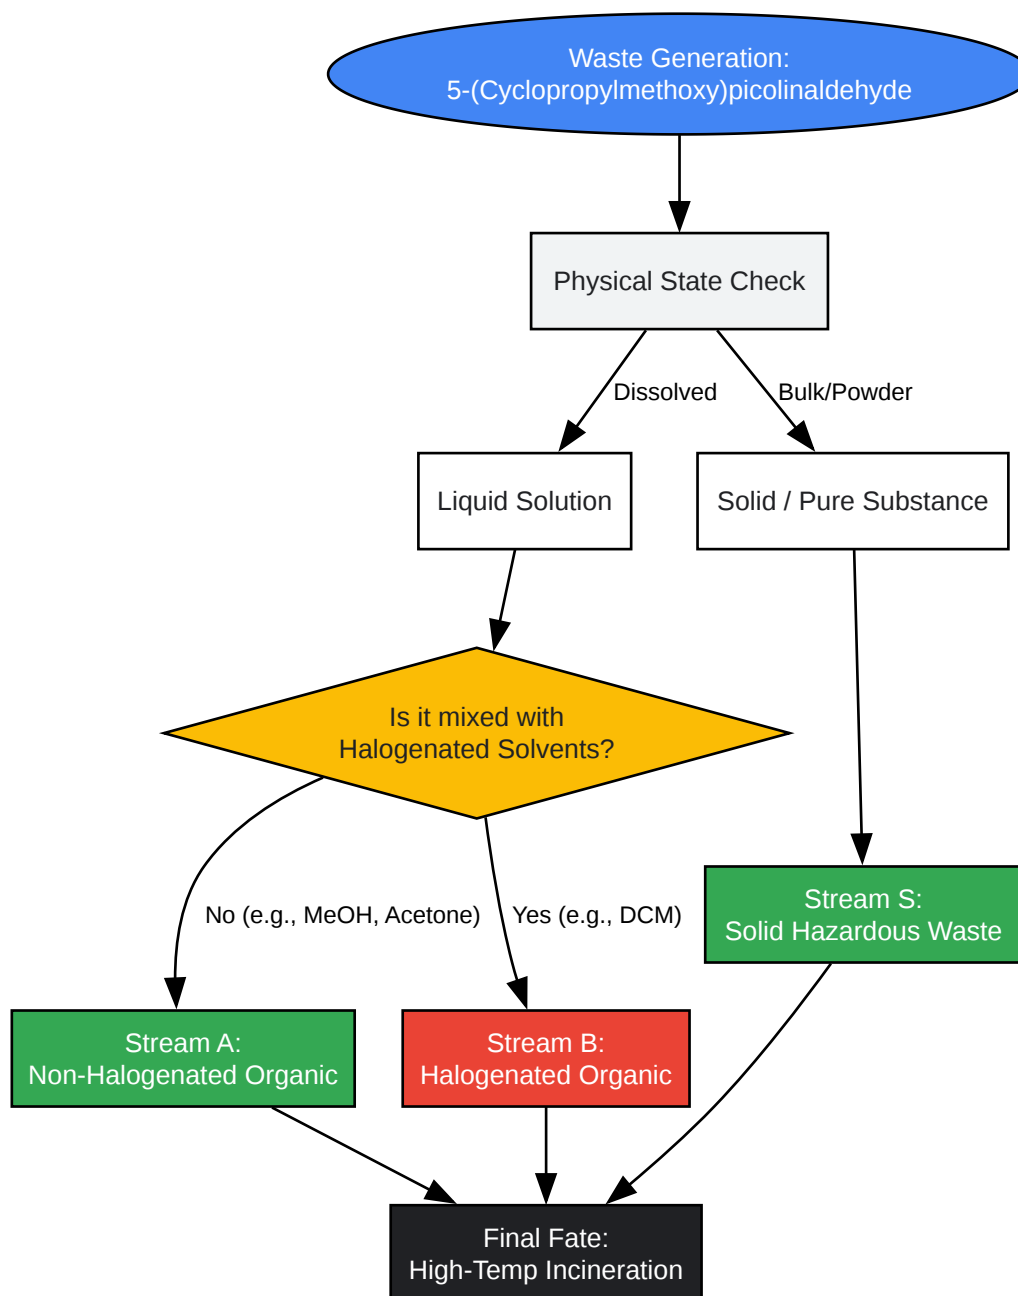 Waste Generation:
5-(Cyclopropylmethoxy)picolinaldehyde
Physical State Check
Dissolved
Bulk/Powder
Liquid Solution
Solid / Pure Substance
Is it mixed with
Halogenated Solvents?
No (e.g., MeOH, Acetone)
Yes (e.g., DCM)
Stream S:
Solid Hazardous Waste
Stream A:
Non-Halogenated Organic
Stream B:
Halogenated Organic
Final Fate:
High-Temp Incineration